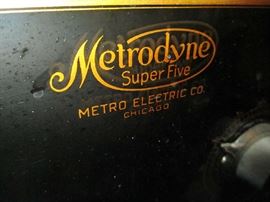 Metrodyne
Super Five
METRO ELECTRIC CO.
CHICAGO